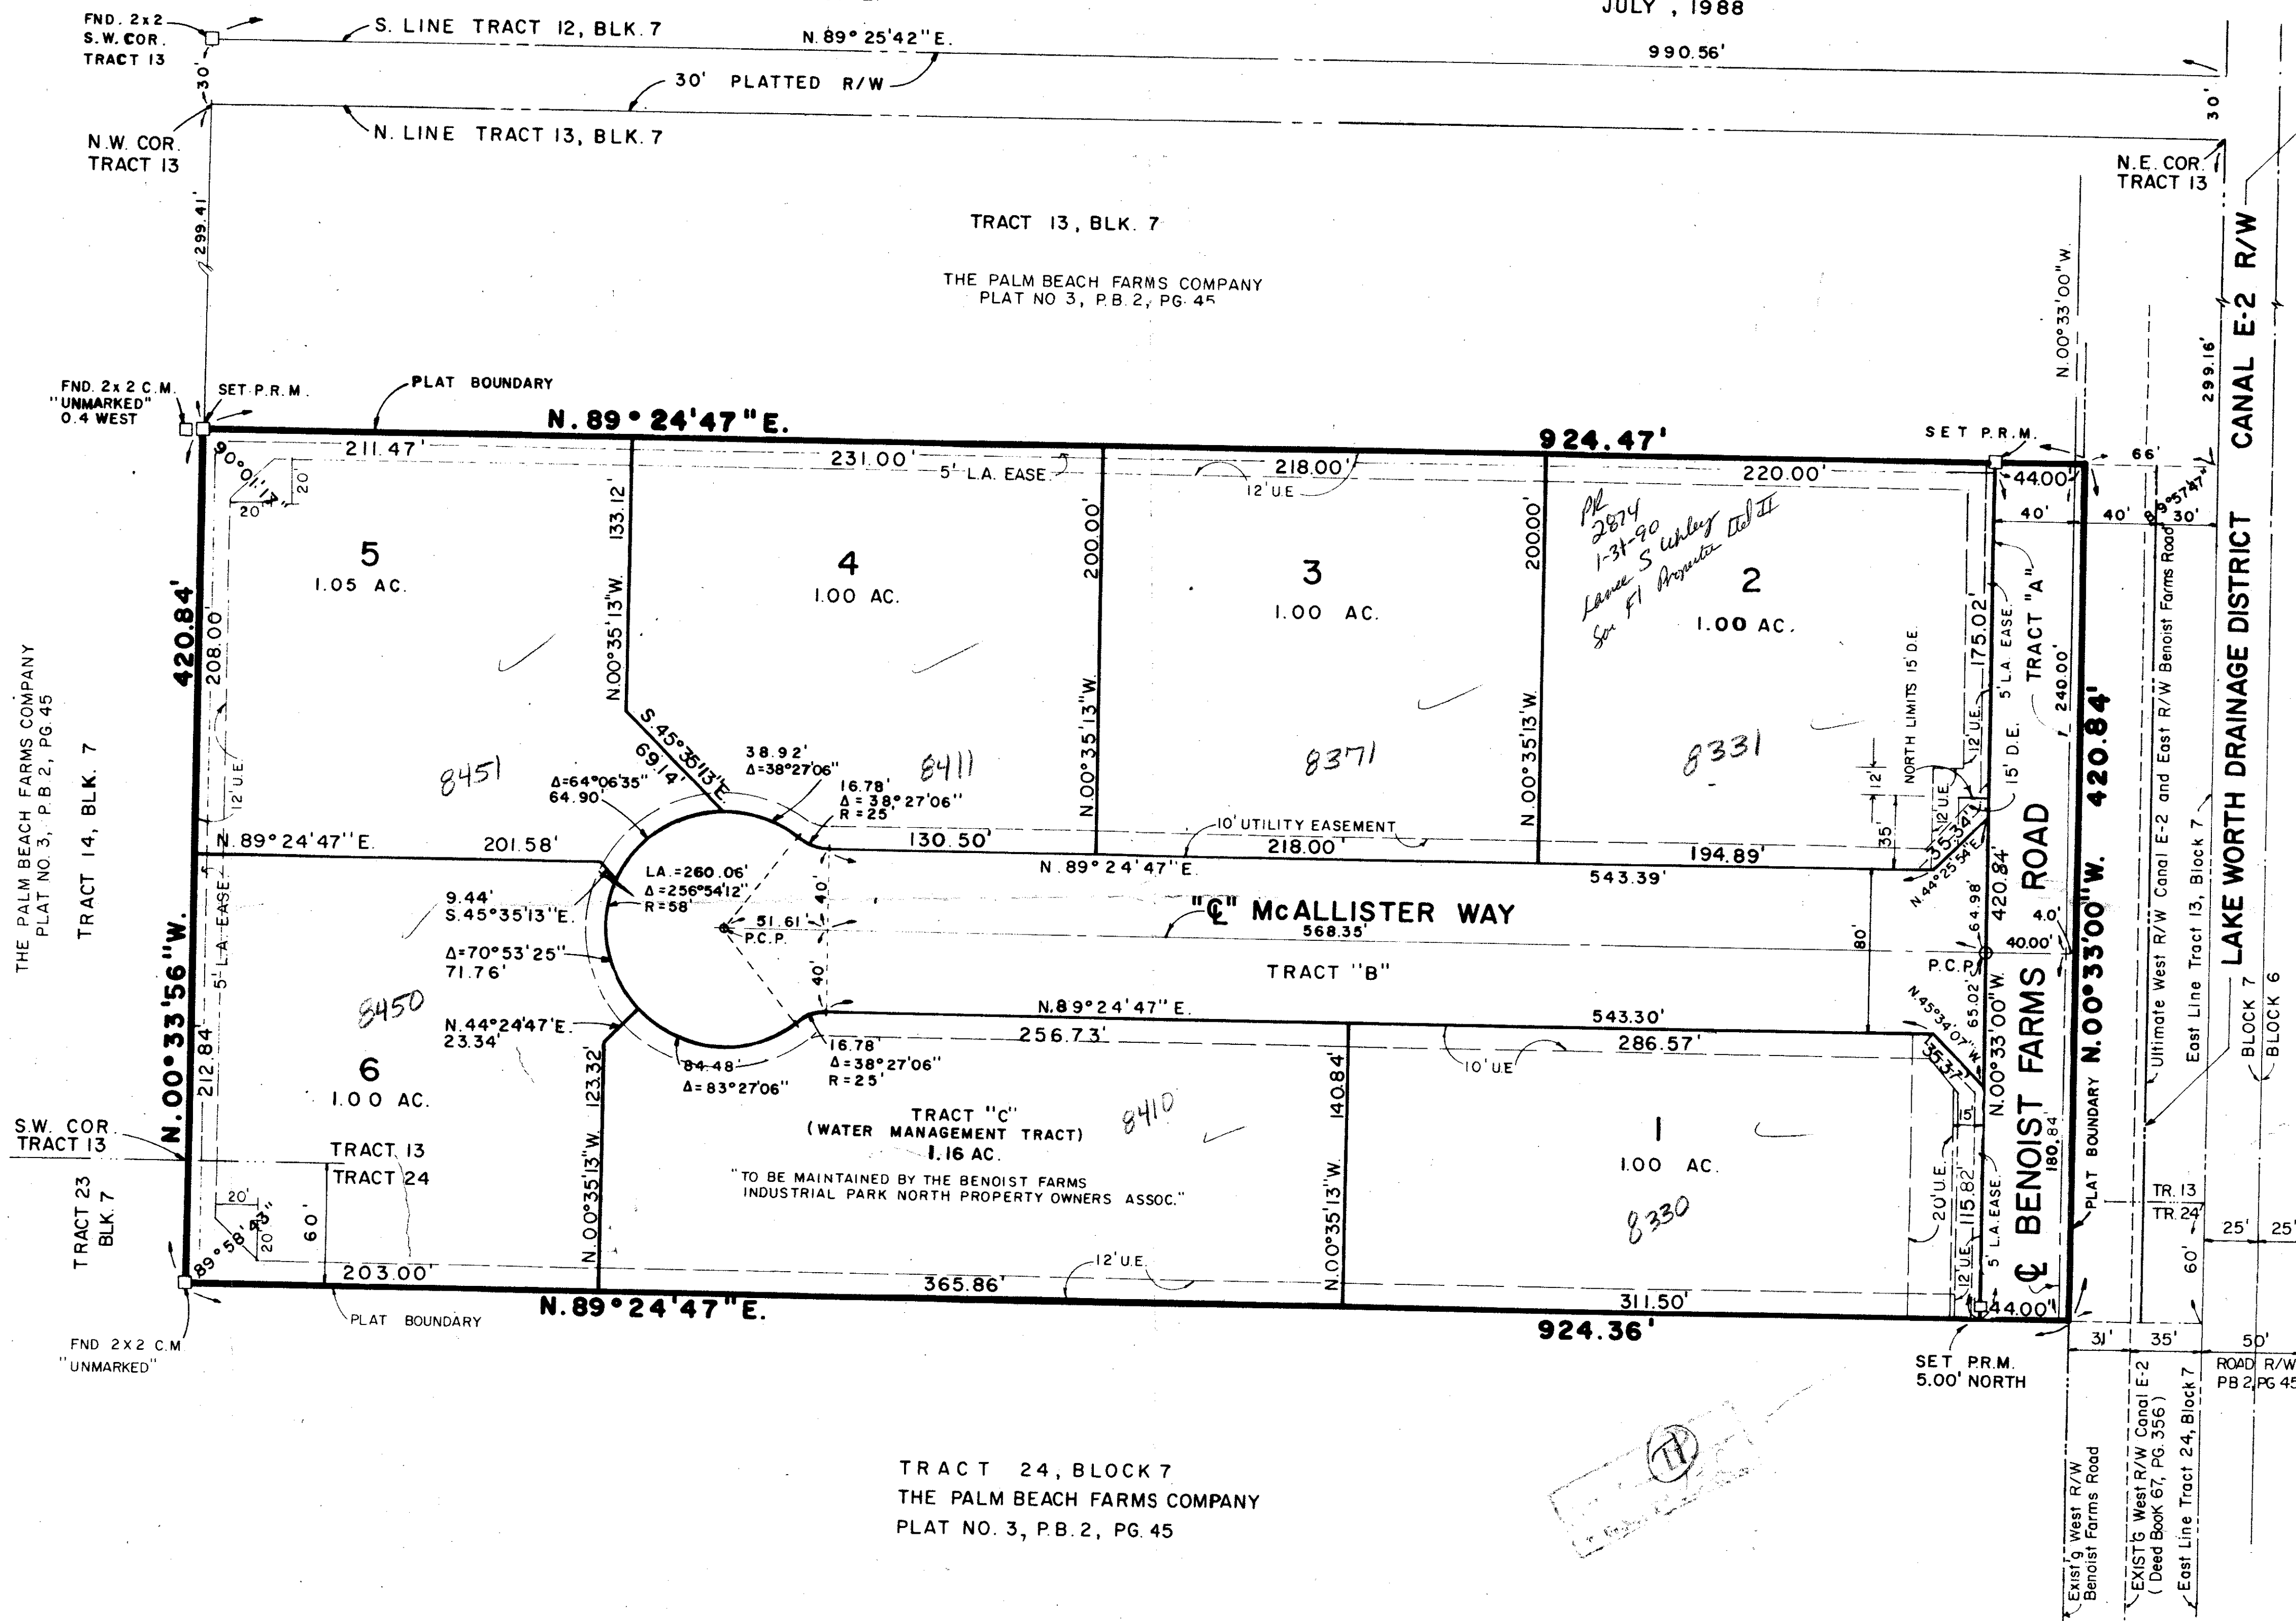 JULY , 1988
FND. 2x2
S.W. COR.
TRACT 13
S. LINE TRACT 12, BLK. 7
N. 89° 25'42" E.
990.56'
30'
30' PLATTED R/W
30'
N.W. COR.
TRACT 13
N. LINE TRACT 13, BLK. 7
N.E. COR.
TRACT 13
299.41'
TRACT 13, BLK. 7
THE PALM BEACH FARMS COMPANY
PLAT NO 3, P.B. 2, PG. 45
N.00°33'00"W.
299.16'
LAKE WORTH DRAINAGE DISTRICT CANAL E-2 R/W
FND. 2x2 C.M.
"UNMARKED"
0.4 WEST
SET P.R.M.
PLAT BOUNDARY
N. 89° 24'47" E.
924.47'
SET P.R.M.
66'
211.47'
231.00'
5' L.A. EASE.
218.00'
12' U.E.
220.00'
44.00'
40'
40'
30'
89°57'47"
90°01'17"
20'
20'
133.12'
N.00°35'13"W.
200.00'
N.00°35'13"W.
200.00'
N.00°35'13"W.
PR
2874
1-31-90
5
1.05 AC.
4
1.00 AC.
3
1.00 AC.
2
1.00 AC.
420.84'
208.00'
12' U.E.
THE PALM BEACH FARMS COMPANY
PLAT NO. 3, P.B. 2, PG. 45
TRACT 14, BLK. 7
NORTH LIMITS 15' D.E.
175.02'
12' U.E.
5' L.A. EASE.
15' D.E.
TRACT "A"
240.00'
420.84'
Ultimate West R/W Canal E-2 and East R/W Benoist Farms Road
East Line Tract 13, Block 7
8451
8411
8371
8331
S.45°35'13"E.
69.14'
38.92'
Δ=38°27'06"
Δ=64°06'35"
64.90'
16.78'
Δ = 38°27'06"
R = 25'
12'
35'
12' U.E.
35.34'
N.44°25'54"E.
N. 89°24'47" E.
201.58'
130.50'
10' UTILITY EASEMENT
218.00'
N. 89° 24'47" E.
194.89'
543.39'
L.A.=260.06'
Δ=256°54'12"
R=58'
9.44'
S.45°35'13"E.
51.61'
P.C.P.
40'
40'
"℄" McALLISTER WAY
568.35'
TRACT "B"
80'
64.98'
420.84'
4.0'
40.00'
P.C.P.
5' L.A. EASE.
Δ=70°53'25"
71.76'
8450
N.44°24'47"E.
23.34'
84.48'
Δ=83°27'06"
16.78'
Δ=38°27'06"
R=25'
N.89°24'47"E.
256.73'
543.30'
286.57'
10' U.E.
N.45°34'07"W.
35.37'
65.02'
N.00°33'00"W.
℄ BENOIST FARMS ROAD
180.84'
PLAT BOUNDARY
N.00°33'00"W.
BLOCK 7
BLOCK 6
N.00°33'56"W.
212.84'
6
1.00 AC.
S.W. COR.
TRACT 13
TRACT 13
TRACT 24
TRACT 23
BLK. 7
123.32'
N.00°35'13"W.
TRACT "C"
(WATER MANAGEMENT TRACT)
1.16 AC.
"TO BE MAINTAINED BY THE BENOIST FARMS
INDUSTRIAL PARK NORTH PROPERTY OWNERS ASSOC."
8410
140.84'
N.00°35'13"W.
1
1.00 AC.
8330
15'
20' U.E.
115.82'
12' U.E.
5' L.A. EASE.
TR. 13
TR. 24
25'
25'
60'
20'
20'
60'
203.00'
365.86'
12' U.E.
311.50'
44.00'
N. 89° 24'47" E.
924.36'
PLAT BOUNDARY
FND 2X2 C.M.
"UNMARKED"
SET P.R.M.
5.00' NORTH
31'
35'
50'
ROAD R/W
PB 2, PG 45
TRACT 24, BLOCK 7
THE PALM BEACH FARMS COMPANY
PLAT NO. 3, P.B. 2, PG. 45
Exist'g West R/W
Benoist Farms Road
EXIST'G West R/W Canal E-2
(Deed Book 67, PG. 356)
East Line Tract 24, Block 7